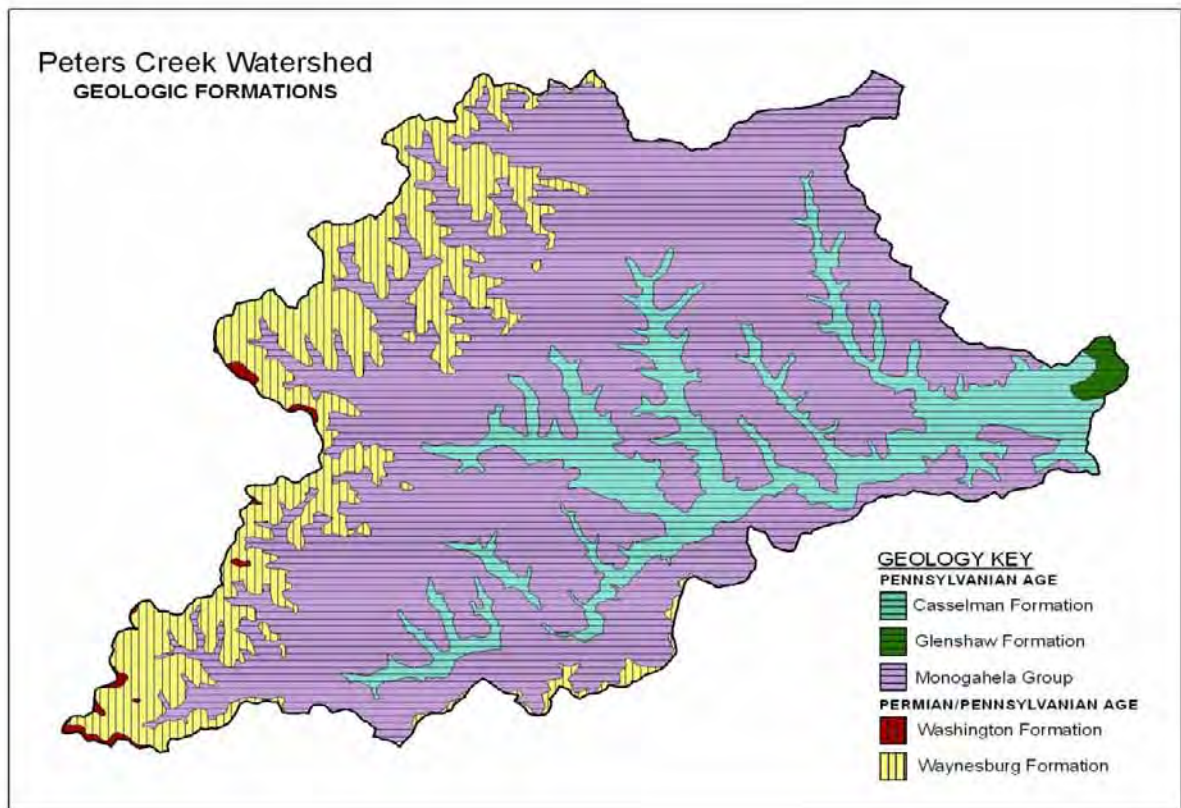 Peters Creek Watershed
GEOLOGIC FORMATIONS
GEOLOGY KEY
PENNSYLVANIAN AGE
Casselman Formation
Glenshaw Formation
Monogahela Group
PERMIAN/PENNSYLVANIAN AGE
Washington Formation
Waynesburg Formation